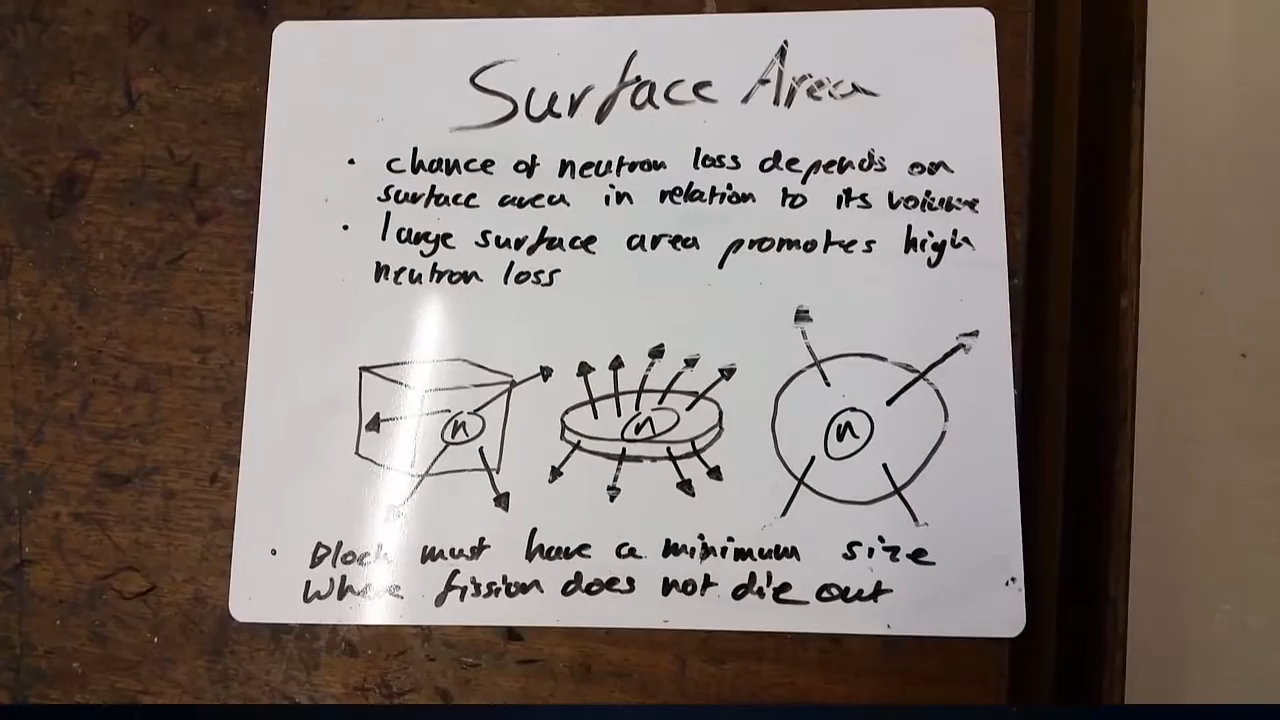 Surface Area
• chance of neutron loss depends on
surface area in relation to its volume
• large surface area promotes high
neutron loss
n
n
n
• Block must have a minimum size
Where fission does not die out